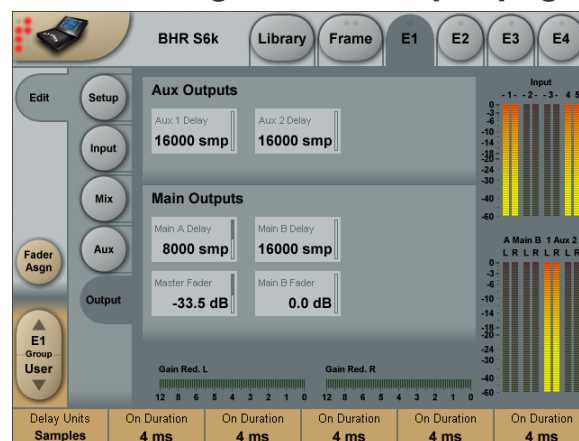 BHR S6k
Library
Frame
E1
E2
E3
E4
Edit
Setup
Input
Mix
Aux
Output
Fader
Asgn
E1
Group
User
Aux Outputs
Aux 1 Delay
16000 smp
Aux 2 Delay
16000 smp
Main Outputs
Main A Delay
8000 smp
Main B Delay
16000 smp
Master Fader
-33.5 dB
Main B Fader
0.0 dB
Gain Red. L
12 8 6 5 4 3 2 1 0
Gain Red. R
12 8 6 5 4 3 2 1 0
Input
- 1 - - 2 - - 3 - 4 5
0
-3
-6
-10
-14
-24
-30
-40
-60
A Main B 1 Aux 2
L R L R L R L R
0
-3
-6
-10
-14
-18
-20
-24
-30
-40
-60
Delay Units
Samples
On Duration
4 ms
On Duration
4 ms
On Duration
4 ms
On Duration
4 ms
On Duration
4 ms